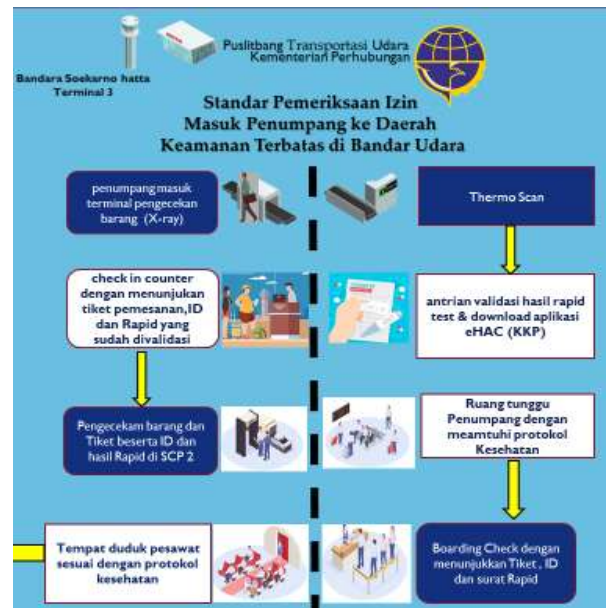 Puslitbang Transportasi Udara
Kementerian Perhubungan
Bandara Soekarno hatta
Terminal 3
Standar Pemeriksaan Izin
Masuk Penumpang ke Daerah
Keamanan Terbatas di Bandar Udara
penumpang masuk
terminal pengecekan
barang (X-ray)
Thermo Scan
check in counter
dengan menunjukan
tiket pemesanan,ID
dan Rapid yang
sudah divalidasi
antrian validasi hasil rapid
test & download aplikasi
eHAC (KKP)
Pengecekam barang dan
Tiket beserta ID dan
hasil Rapid di SCP 2
Ruang tunggu
Penumpang dengan
meamtuhi protokol
Kesehatan
Tempat duduk pesawat
sesuai dengan protokol
kesehatan
Boarding Check dengan
menunjukkan Tiket , ID
dan surat Rapid